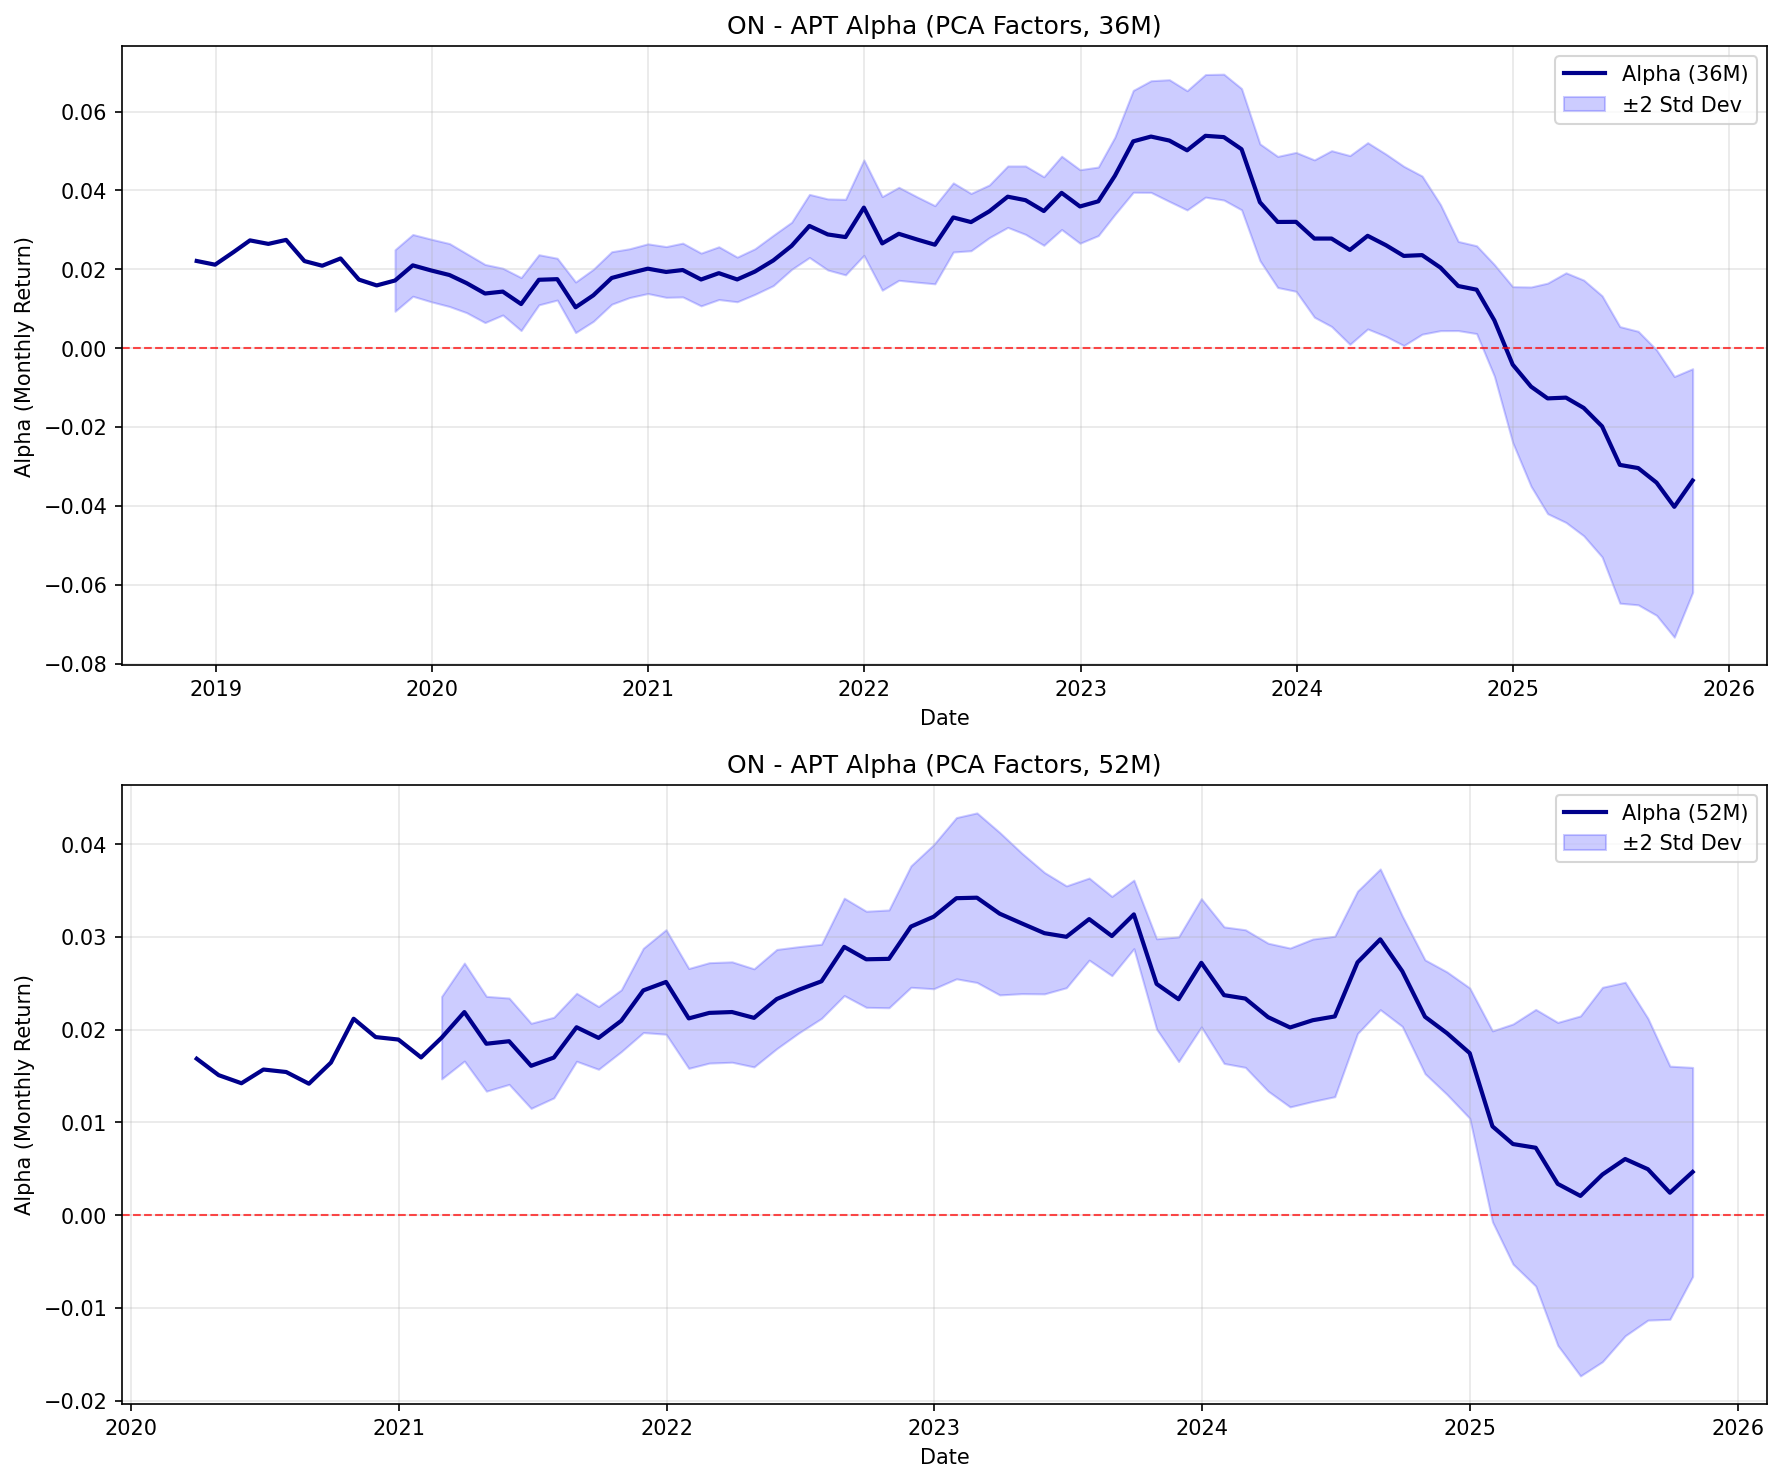 ON - APT Alpha (PCA Factors, 36M)
Alpha (36M)
±2 Std Dev
Alpha (Monthly Return)
0.06
0.04
0.02
0.00
−0.02
−0.04
−0.06
−0.08
2019 2020 2021 2022 2023 2024 2025 2026
Date
ON - APT Alpha (PCA Factors, 52M)
Alpha (52M)
±2 Std Dev
Alpha (Monthly Return)
0.04
0.03
0.02
0.01
0.00
−0.01
−0.02
2020 2021 2022 2023 2024 2025 2026
Date